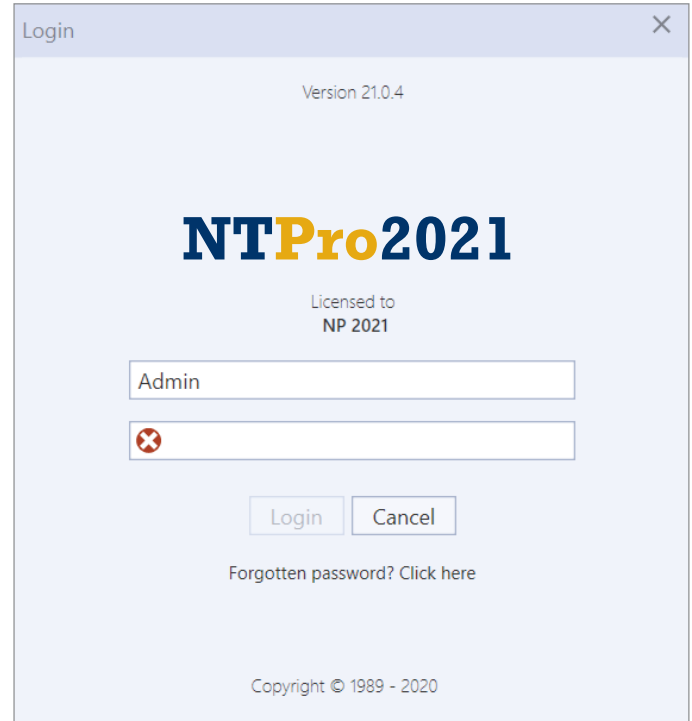 Login
Version 21.0.4
NTPro2021
Licensed to
NP 2021
Admin
Login Cancel
Forgotten password? Click here
Copyright © 1989 - 2020